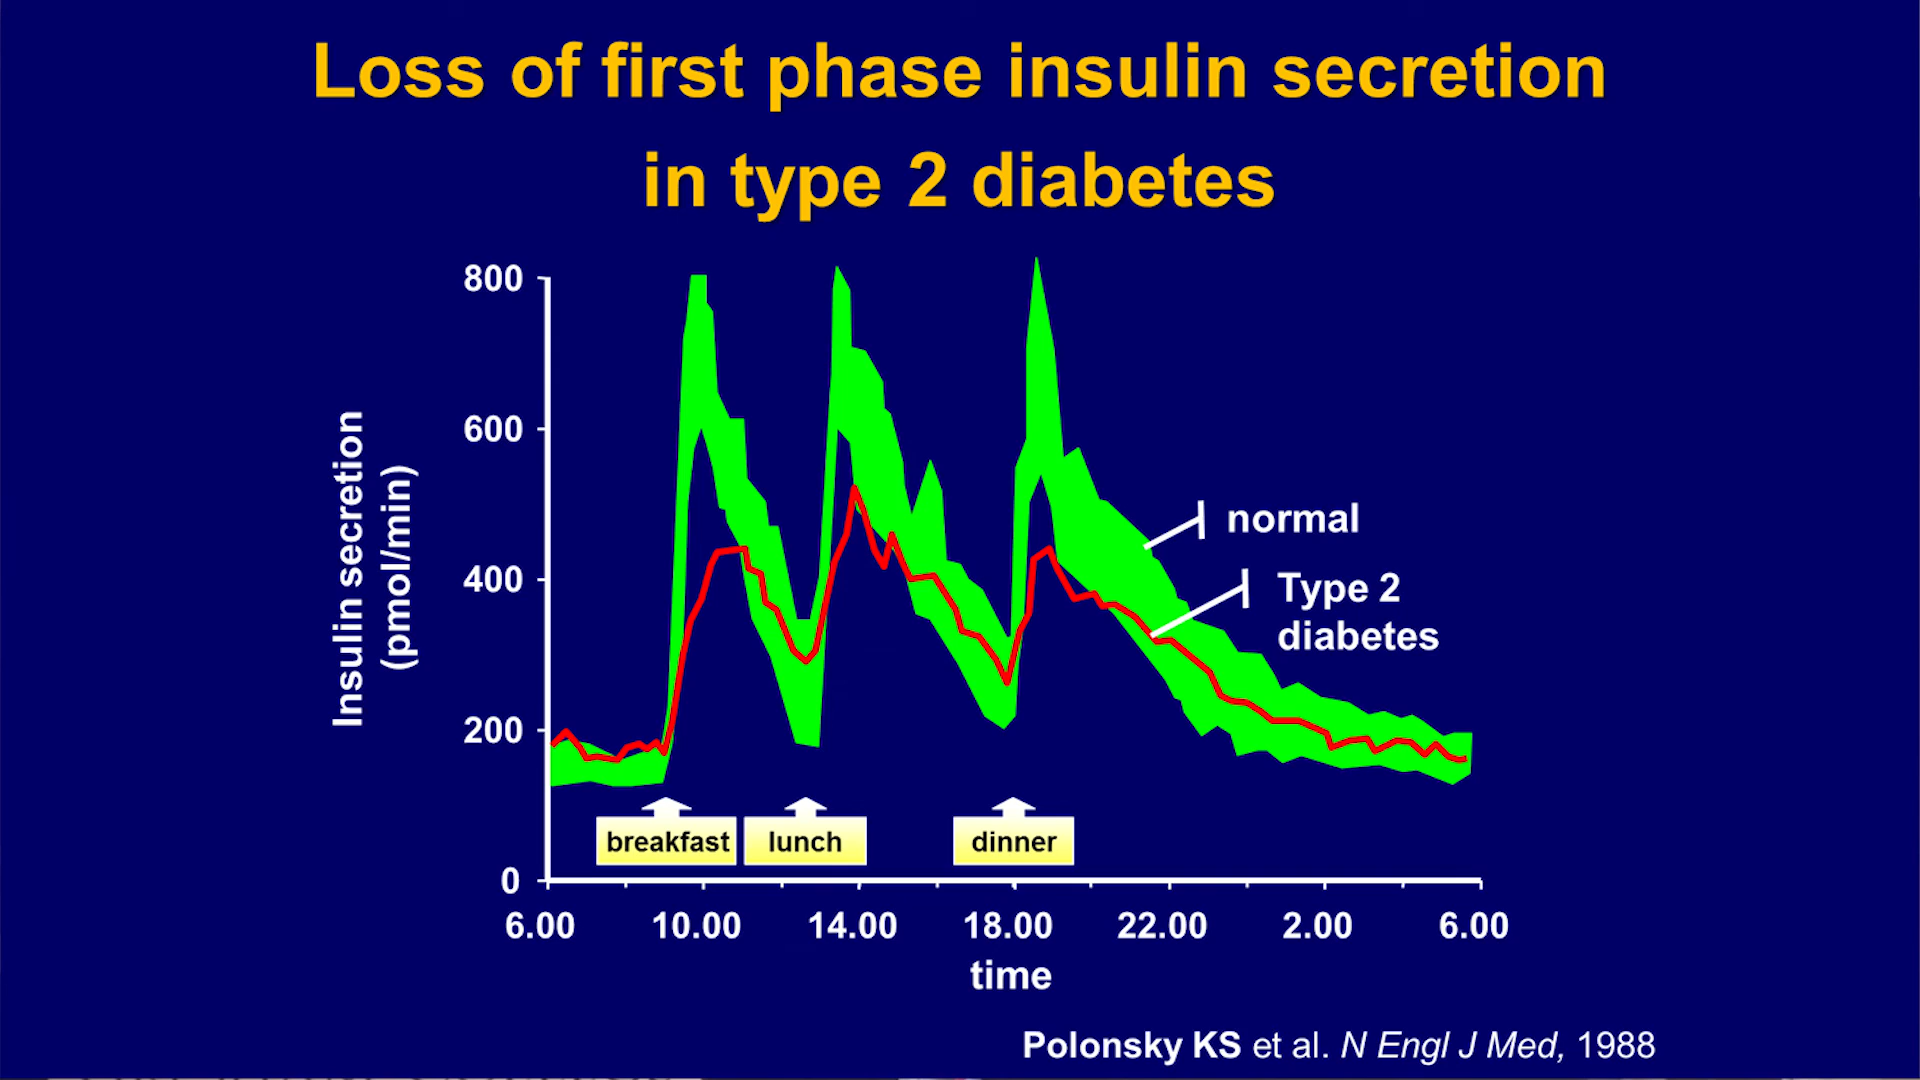 Loss of first phase insulin secretion
in type 2 diabetes
Insulin secretion
(pmol/min)
800
600
400
200
0
normal
Type 2
diabetes
breakfast
lunch
dinner
6.00
10.00
14.00
18.00
22.00
2.00
6.00
time
Polonsky KS et al. N Engl J Med, 1988